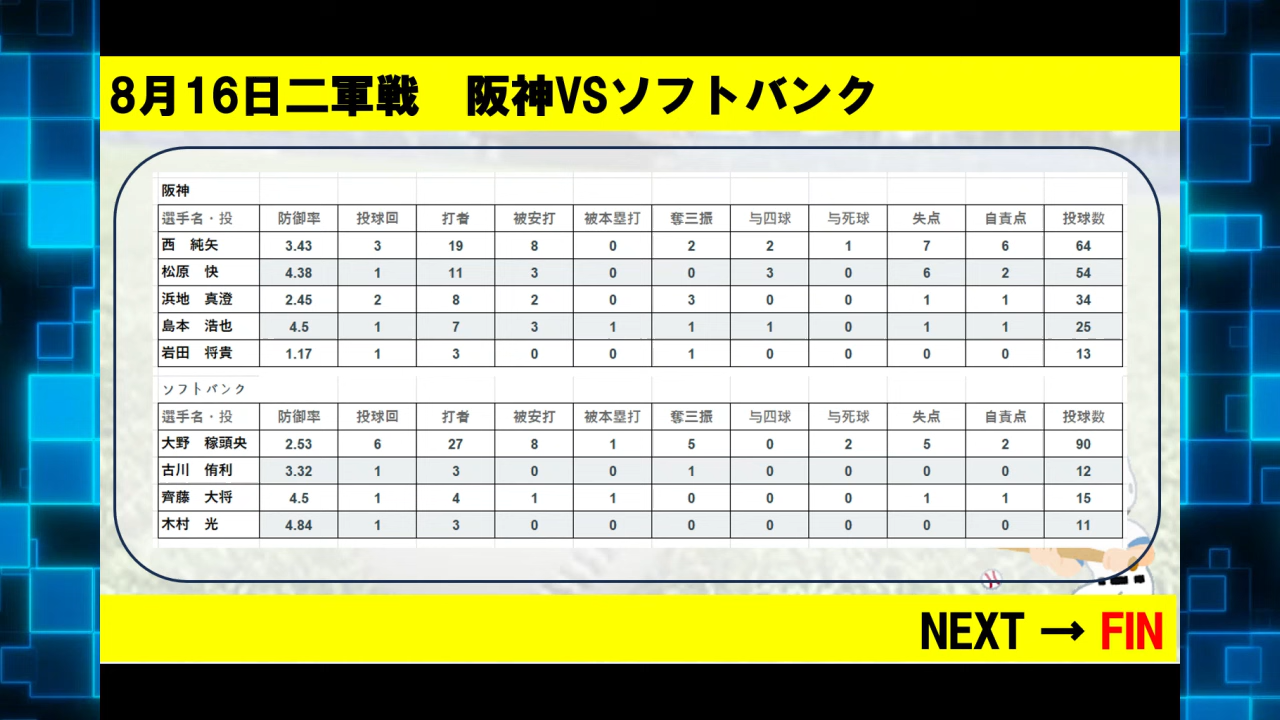 8月16日二軍戦　阪神VSソフトバンク
阪神
選手名・投 防御率 投球回 打者 被安打 被本塁打 奪三振 与四球 与死球 失点 自責点 投球数
西　純矢 3.43 3 19 8 0 2 2 1 7 6 64
松原　快 4.38 1 11 3 0 0 3 0 6 2 54
浜地　真澄 2.45 2 8 2 0 3 0 0 1 1 34
島本　浩也 4.5 1 7 3 1 1 1 0 1 1 25
岩田　将貴 1.17 1 3 0 0 1 0 0 0 0 13
ソフトバンク
選手名・投 防御率 投球回 打者 被安打 被本塁打 奪三振 与四球 与死球 失点 自責点 投球数
大野　稼頭央 2.53 6 27 8 1 5 0 2 5 2 90
古川　侑利 3.32 1 3 0 0 1 0 0 0 0 12
齊藤　大将 4.5 1 4 1 1 0 0 0 1 1 15
木村　光 4.84 1 3 0 0 0 0 0 0 0 11
NEXT → FIN